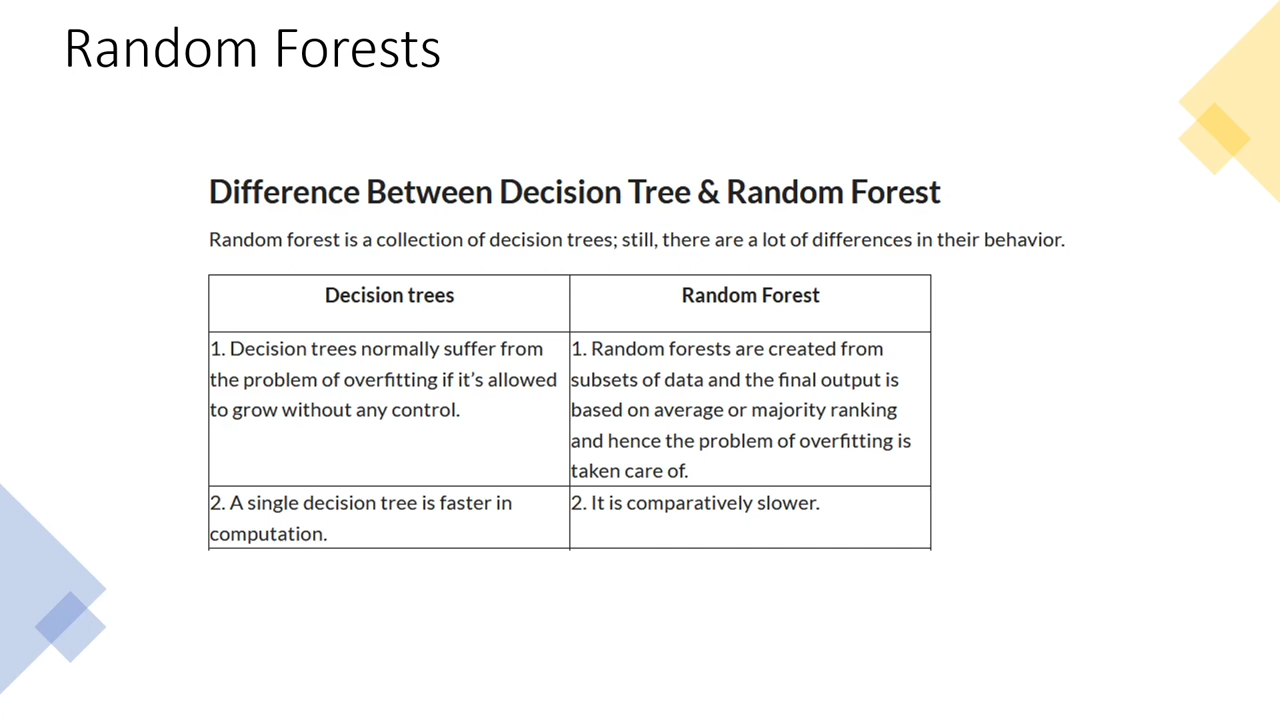 Random Forests
Difference Between Decision Tree & Random Forest
Random forest is a collection of decision trees; still, there are a lot of differences in their behavior.
Decision trees
Random Forest
1. Decision trees normally suffer from
the problem of overfitting if it’s allowed
to grow without any control.
1. Random forests are created from
subsets of data and the final output is
based on average or majority ranking
and hence the problem of overfitting is
taken care of.
2. A single decision tree is faster in
computation.
2. It is comparatively slower.